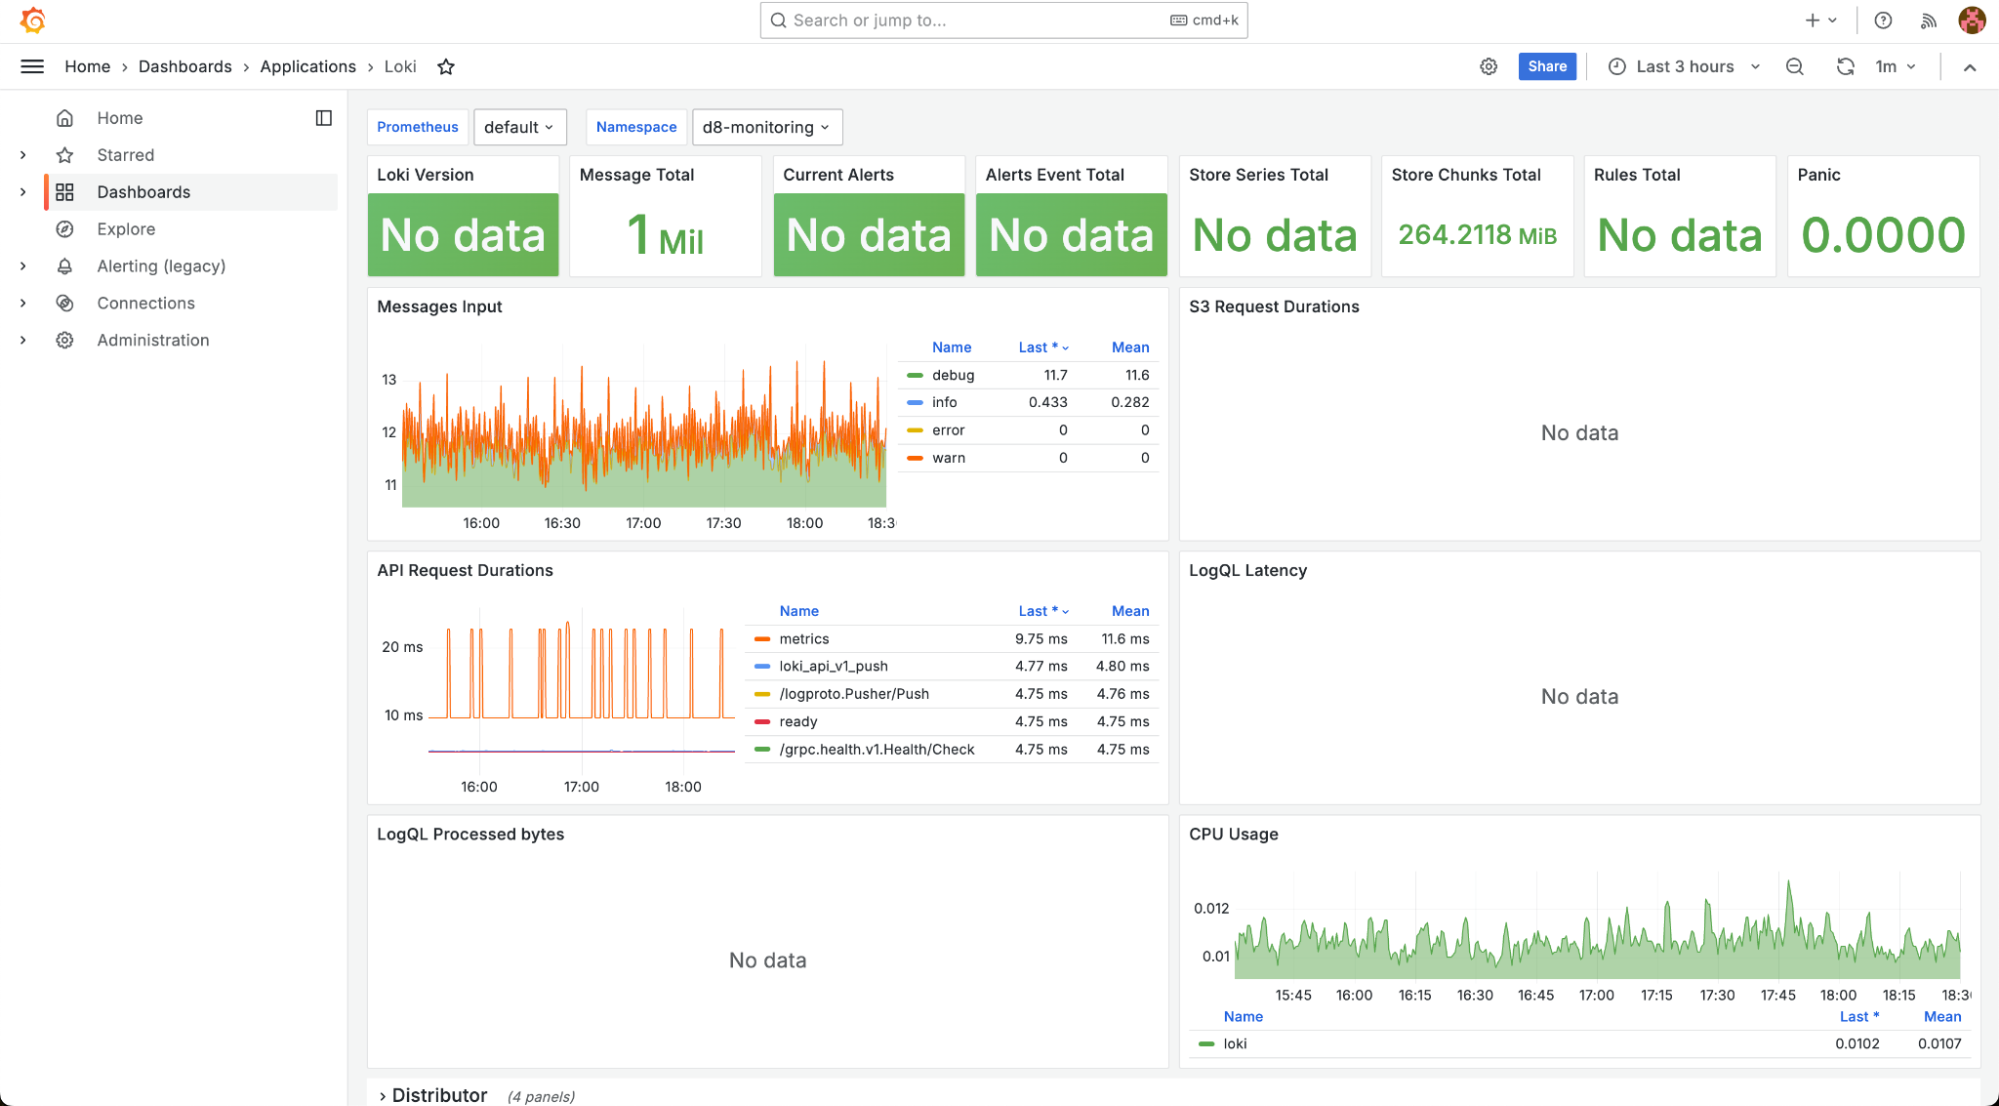 Search or jump to... cmd+k
Home › Dashboards › Applications › Loki
Share Last 3 hours 1m
Home
Starred
Dashboards
Explore
Alerting (legacy)
Connections
Administration
Prometheus default Namespace d8-monitoring
Loki Version Message Total Current Alerts Alerts Event Total Store Series Total Store Chunks Total Rules Total Panic
No data 1 Mil No data No data No data 264.2118 MiB No data 0.0000
Messages Input
Name Last * Mean
debug 11.7 11.6
info 0.433 0.282
error 0 0
warn 0 0
13
12
11
16:00 16:30 17:00 17:30 18:00 18:3
S3 Request Durations
No data
API Request Durations
Name Last * Mean
metrics 9.75 ms 11.6 ms
loki_api_v1_push 4.77 ms 4.80 ms
/logproto.Pusher/Push 4.75 ms 4.76 ms
ready 4.75 ms 4.75 ms
/grpc.health.v1.Health/Check 4.75 ms 4.75 ms
20 ms
10 ms
16:00 17:00 18:00
LogQL Latency
No data
LogQL Processed bytes
No data
CPU Usage
0.012
0.01
15:45 16:00 16:15 16:30 16:45 17:00 17:15 17:30 17:45 18:00 18:15 18:3
Name Last * Mean
loki 0.0102 0.0107
Distributor (4 panels)